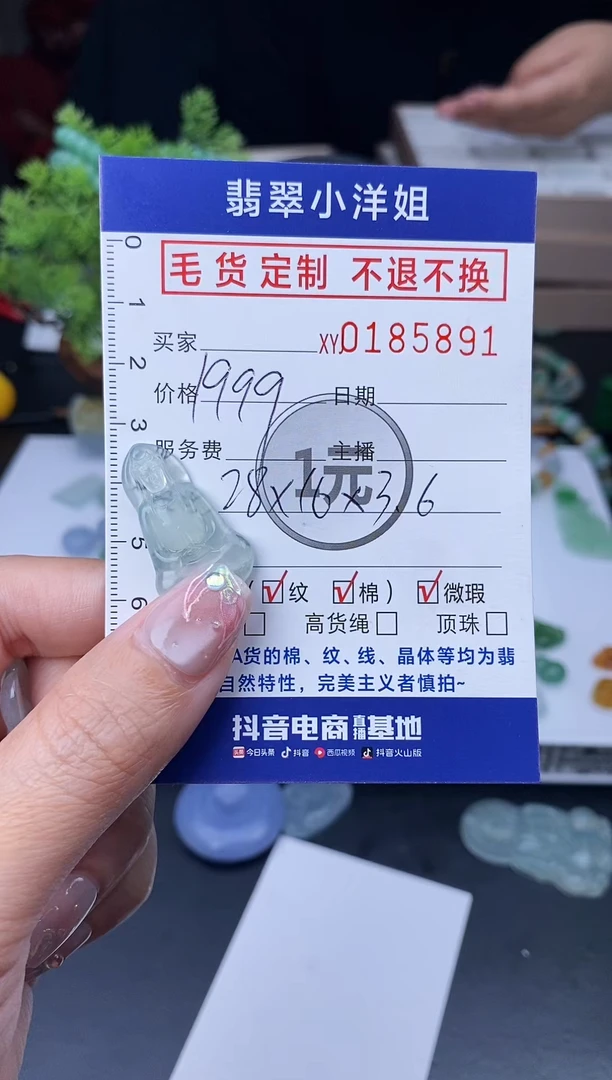 翡翠小洋姐
毛货定制 不退不换
买家 XY.0185891
价格 1999 日期
服务费 主播
1元
28x16x3.6
纹 棉) 微瑕
高货绳 顶珠
A货的棉、纹、线、晶体等均为翡
自然特性，完美主义者慎拍~
抖音电商直播基地
今日头条 抖音 西瓜视频 抖音火山版
0
1
2
3
5
6